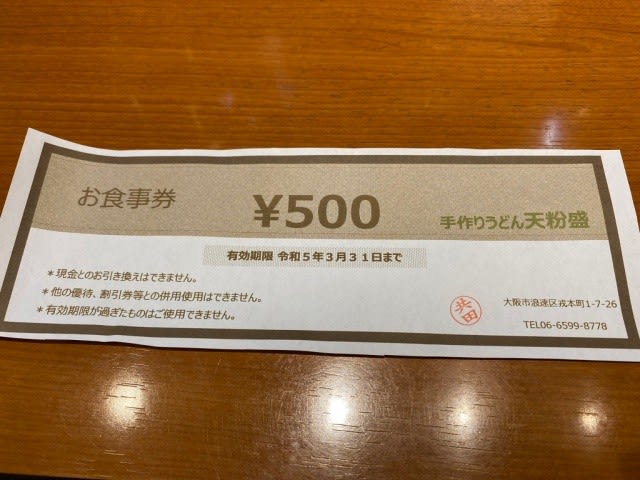 お食事券
¥500
手作りうどん天粉盛
有効期限 令和5年3月31日まで
＊現金とのお引き換えはできません。
＊他の優待、割引券等との併用使用はできません。
＊有効期限が過ぎたものはご使用できません。
共田
大阪市浪速区戎本町1-7-26
TEL06-6599-8778